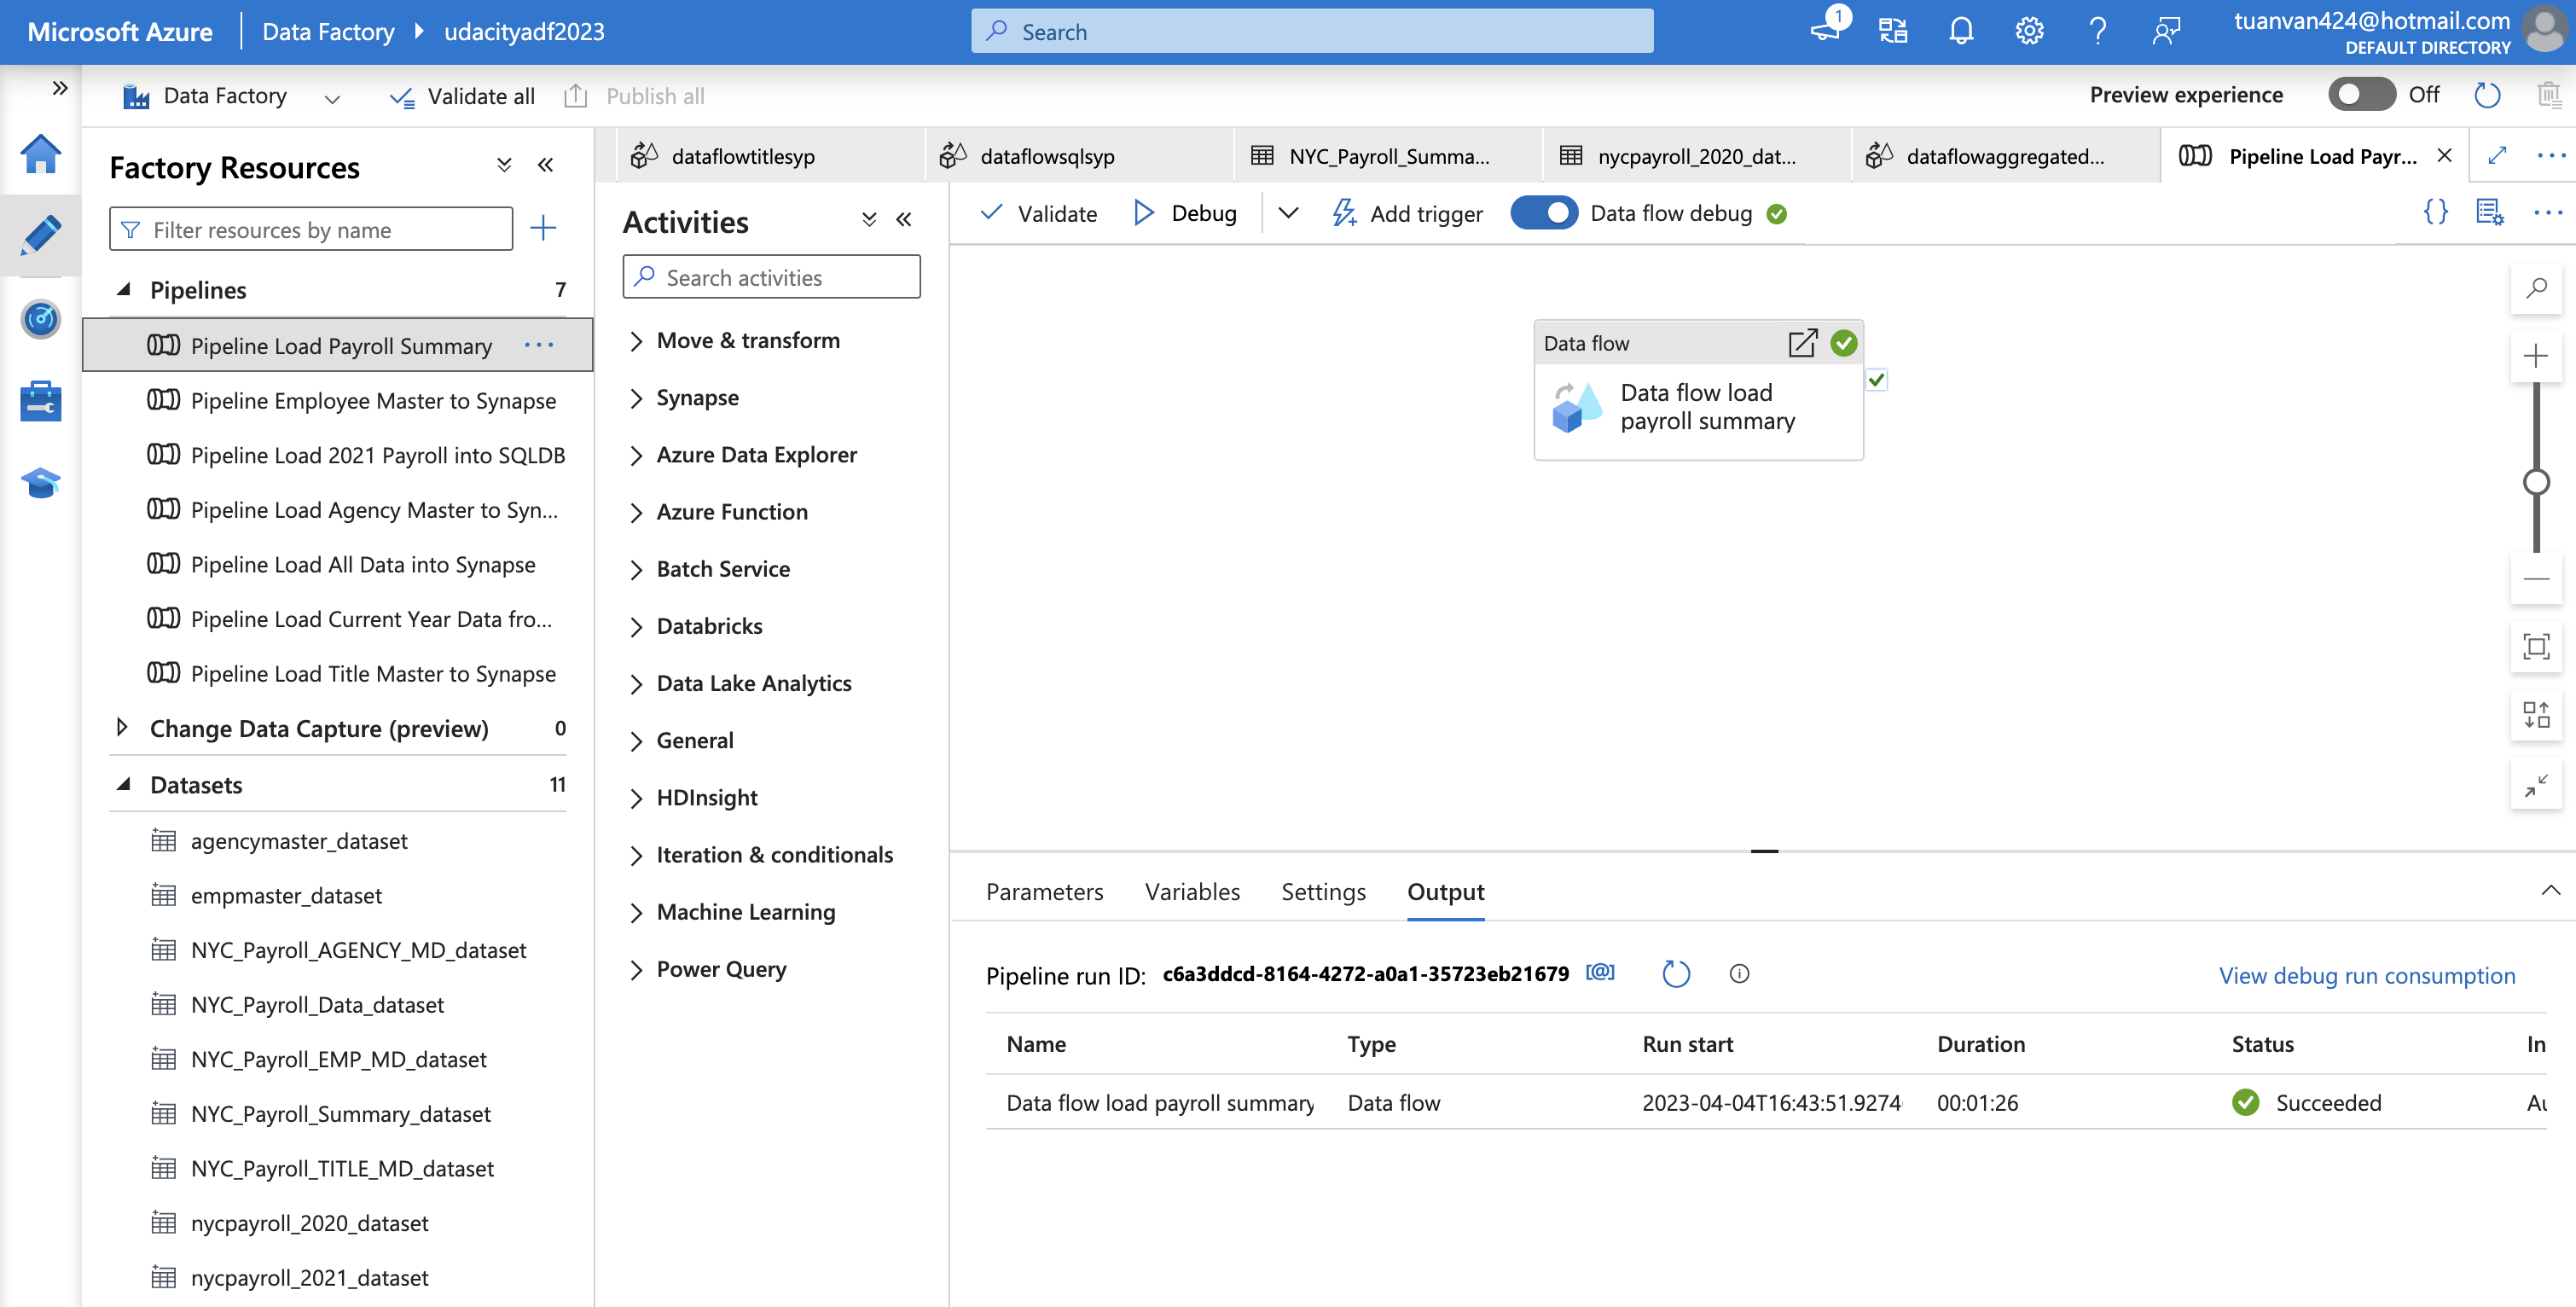 Microsoft Azure
Data Factory
udacityadf2023
Search
1
tuanvan424@hotmail.com
DEFAULT DIRECTORY
Data Factory
Validate all
Publish all
Preview experience
Off
Factory Resources
Filter resources by name
Pipelines 7
Pipeline Load Payroll Summary
Pipeline Employee Master to Synapse
Pipeline Load 2021 Payroll into SQLDB
Pipeline Load Agency Master to Syn...
Pipeline Load All Data into Synapse
Pipeline Load Current Year Data fro...
Pipeline Load Title Master to Synapse
Change Data Capture (preview) 0
Datasets 11
agencymaster_dataset
empmaster_dataset
NYC_Payroll_AGENCY_MD_dataset
NYC_Payroll_Data_dataset
NYC_Payroll_EMP_MD_dataset
NYC_Payroll_Summary_dataset
NYC_Payroll_TITLE_MD_dataset
nycpayroll_2020_dataset
nycpayroll_2021_dataset
dataflowtitlesyp
dataflowsqlsyp
NYC_Payroll_Summa...
nycpayroll_2020_dat...
dataflowaggregated...
Pipeline Load Payr...
Activities
Search activities
Move & transform
Synapse
Azure Data Explorer
Azure Function
Batch Service
Databricks
Data Lake Analytics
General
HDInsight
Iteration & conditionals
Machine Learning
Power Query
Validate
Debug
Add trigger
Data flow debug
Data flow
Data flow load
payroll summary
Parameters
Variables
Settings
Output
Pipeline run ID: c6a3ddcd-8164-4272-a0a1-35723eb21679
View debug run consumption
Name Type Run start Duration Status In
Data flow load payroll summary Data flow 2023-04-04T16:43:51.9274 00:01:26 Succeeded Au